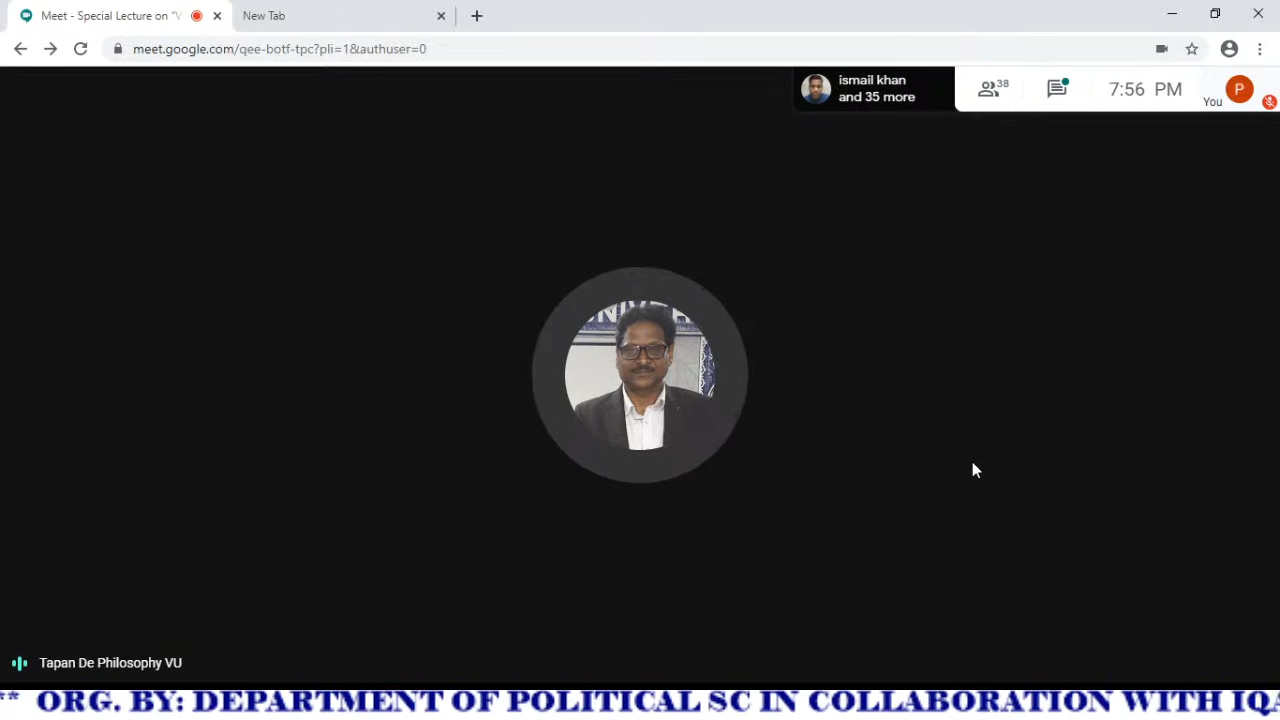 Meet - Special Lecture on "V
New Tab
meet.google.com/qee-botf-tpc?pli=1&authuser=0
ismail khan
and 35 more
38
7:56 PM
You
P
Tapan De Philosophy VU
** ORG. BY: DEPARTMENT OF POLITICAL SC IN COLLABORATION WITH IQA